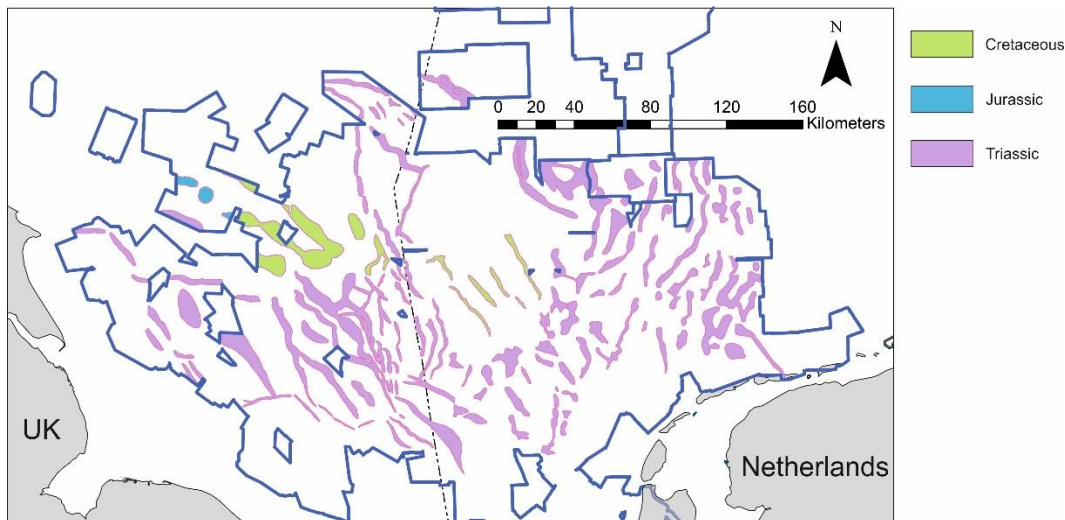 N
0 20 40 80 120 160
Kilometers
UK
Netherlands
Cretaceous
Jurassic
Triassic